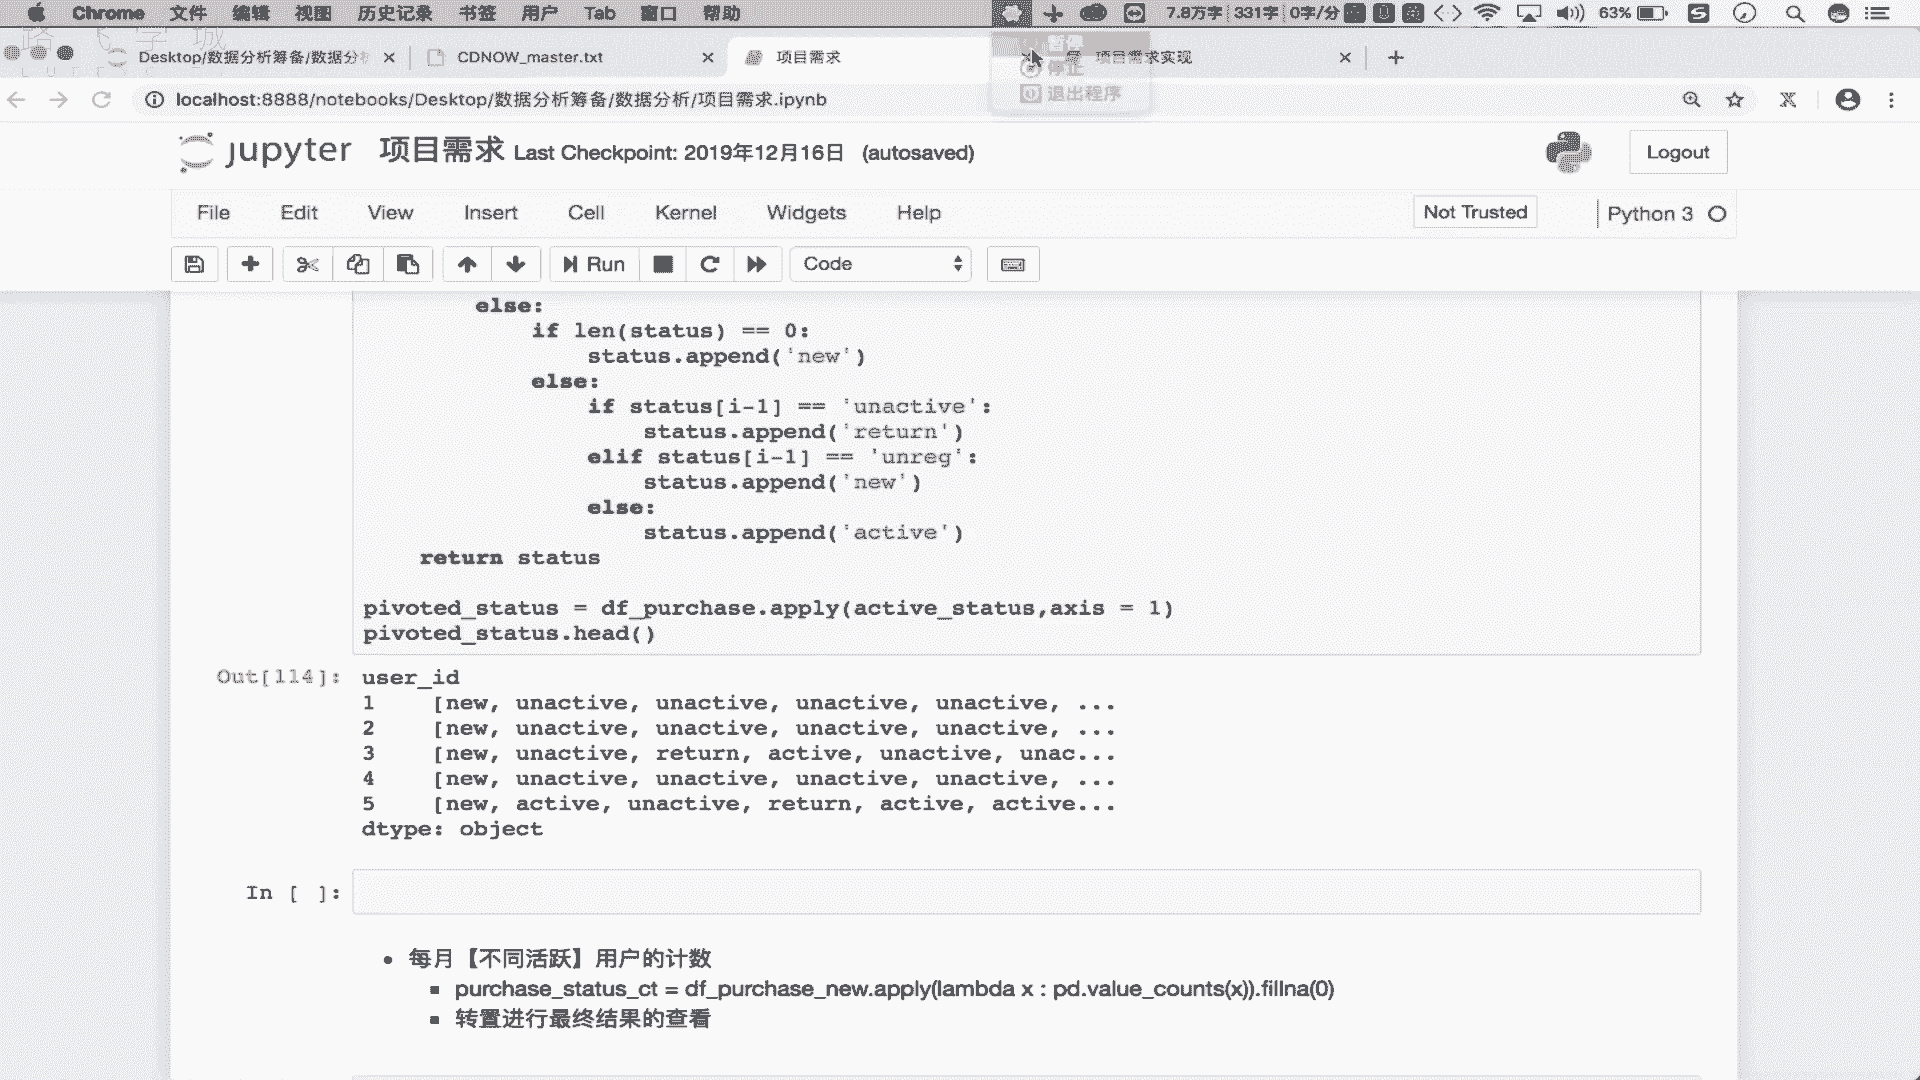 Chrome 文件 编辑 视图 历史记录 书签 用户 Tab 窗口 帮助 7.8万字 331字 0字/分 63%
Desktop/数据分析筹备/数据分析 CDNOW_master.txt 项目需求 项目需求实现
暂停
停止
退出程序
localhost:8888/notebooks/Desktop/数据分析筹备/数据分析/项目需求.ipynb
jupyter 项目需求 Last Checkpoint: 2019年12月16日 (autosaved) Logout
File Edit View Insert Cell Kernel Widgets Help Not Trusted Python 3
Run Code
else:
if len(status) == 0:
status.append('new')
else:
if status[i-1] == 'unactive':
status.append('return')
elif status[i-1] == 'unreg':
status.append('new')
else:
status.append('active')
return status
pivoted_status = df_purchase.apply(active_status,axis = 1)
pivoted_status.head()
Out[114]: user_id
1 [new, unactive, unactive, unactive, unactive, ...
2 [new, unactive, unactive, unactive, unactive, ...
3 [new, unactive, return, active, unactive, unac...
4 [new, unactive, unactive, unactive, unactive, ...
5 [new, active, unactive, return, active, active...
dtype: object
In [ ]:
• 每月【不同活跃】用户的计数
▪ purchase_status_ct = df_purchase_new.apply(lambda x : pd.value_counts(x)).fillna(0)
▪ 转置进行最终结果的查看